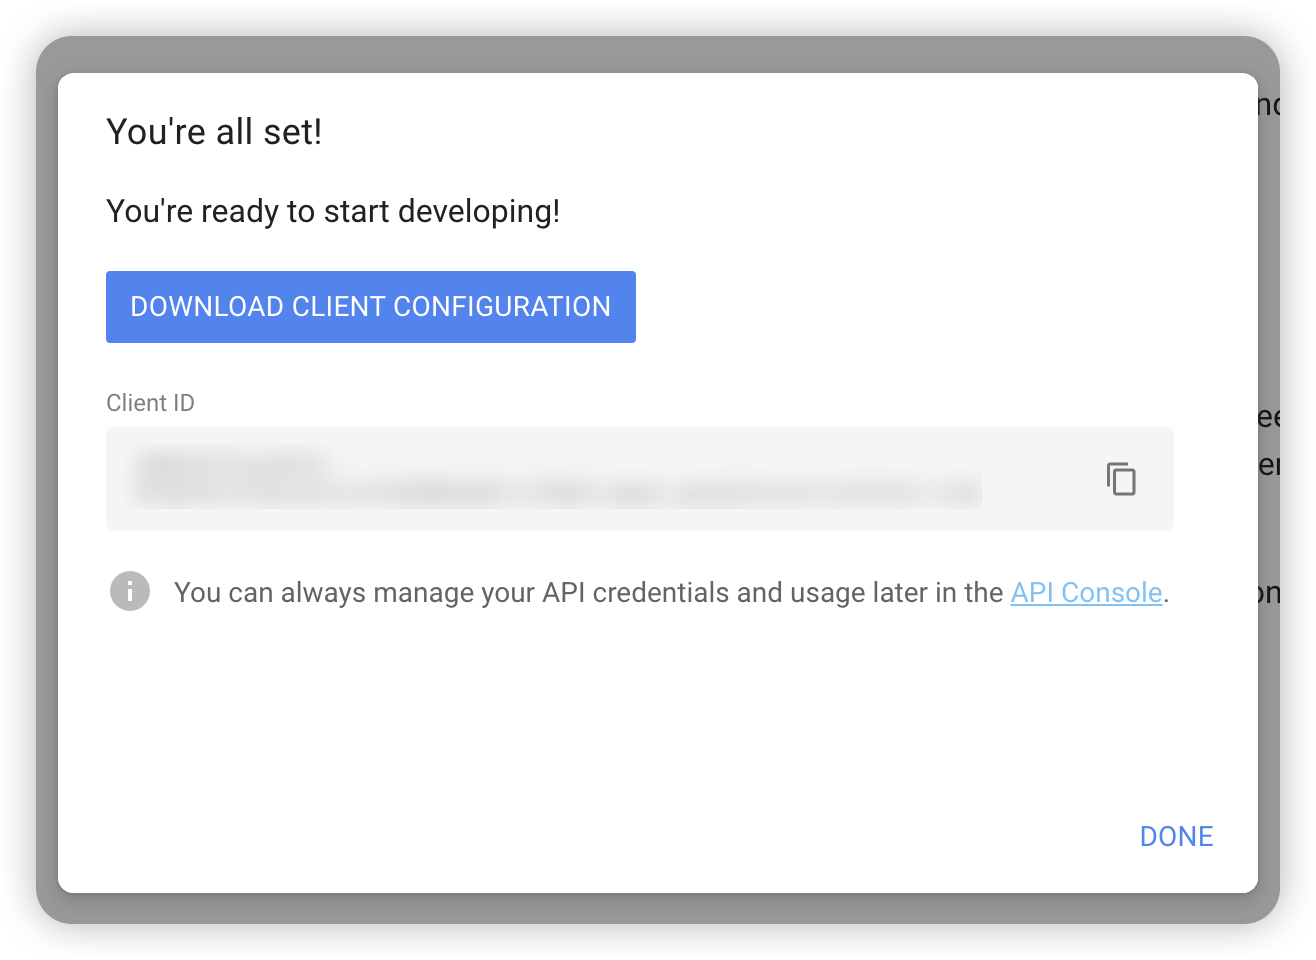 You're all set!
You're ready to start developing!
DOWNLOAD CLIENT CONFIGURATION
Client ID
You can always manage your API credentials and usage later in the API Console.
DONE